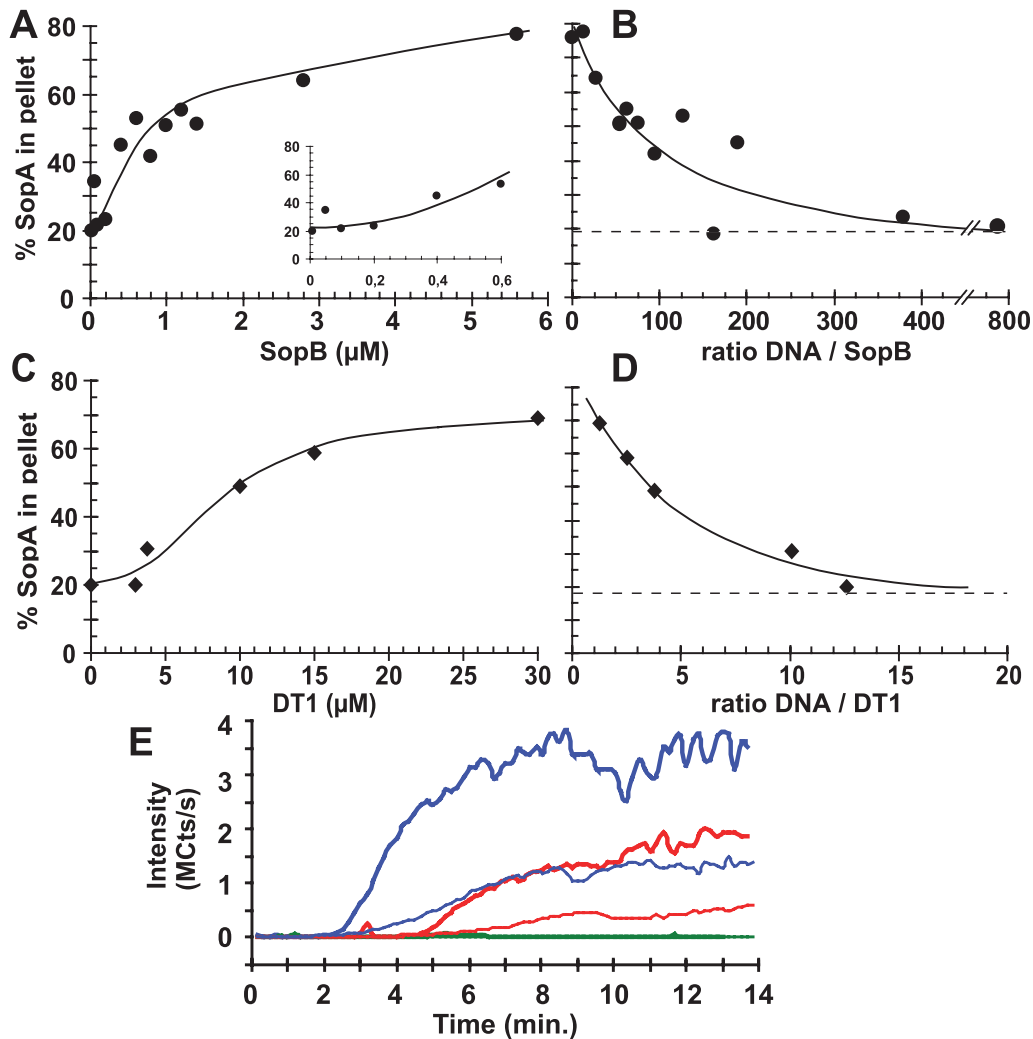 A
B
80
60
40
20
0
% SopA in pellet
0 1 2 3 4 5 6
SopB (µM)
80
60
40
20
0
0 0,2 0,4 0,6
0 100 200 300 400 800
ratio DNA / SopB
C
D
80
60
40
20
0
% SopA in pellet
0 5 10 15 20 25 30
DT1 (µM)
0 5 10 15 20
ratio DNA / DT1
E
4
3
2
1
0
Intensity
(MCts/s)
0 2 4 6 8 10 12 14
Time (min.)